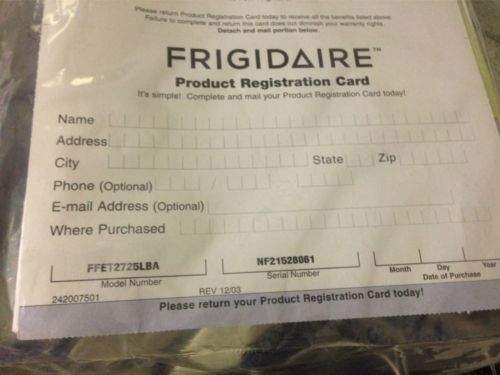 Please return Product Registration Card today to receive all the benefits listed above.
Failure to complete and return this card does not diminish your warranty rights.
Detach and mail portion below.
FRIGIDAIRE™
Product Registration Card
It's simple! Complete and mail your Product Registration Card today!
Name
Address
City State Zip
Phone (Optional) /
E-mail Address (Optional)
Where Purchased
FFET2725LBA NF21528061
Model Number Serial Number Month Day Year
Date of Purchase
242007501 REV 12/03
Please return your Product Registration Card today!